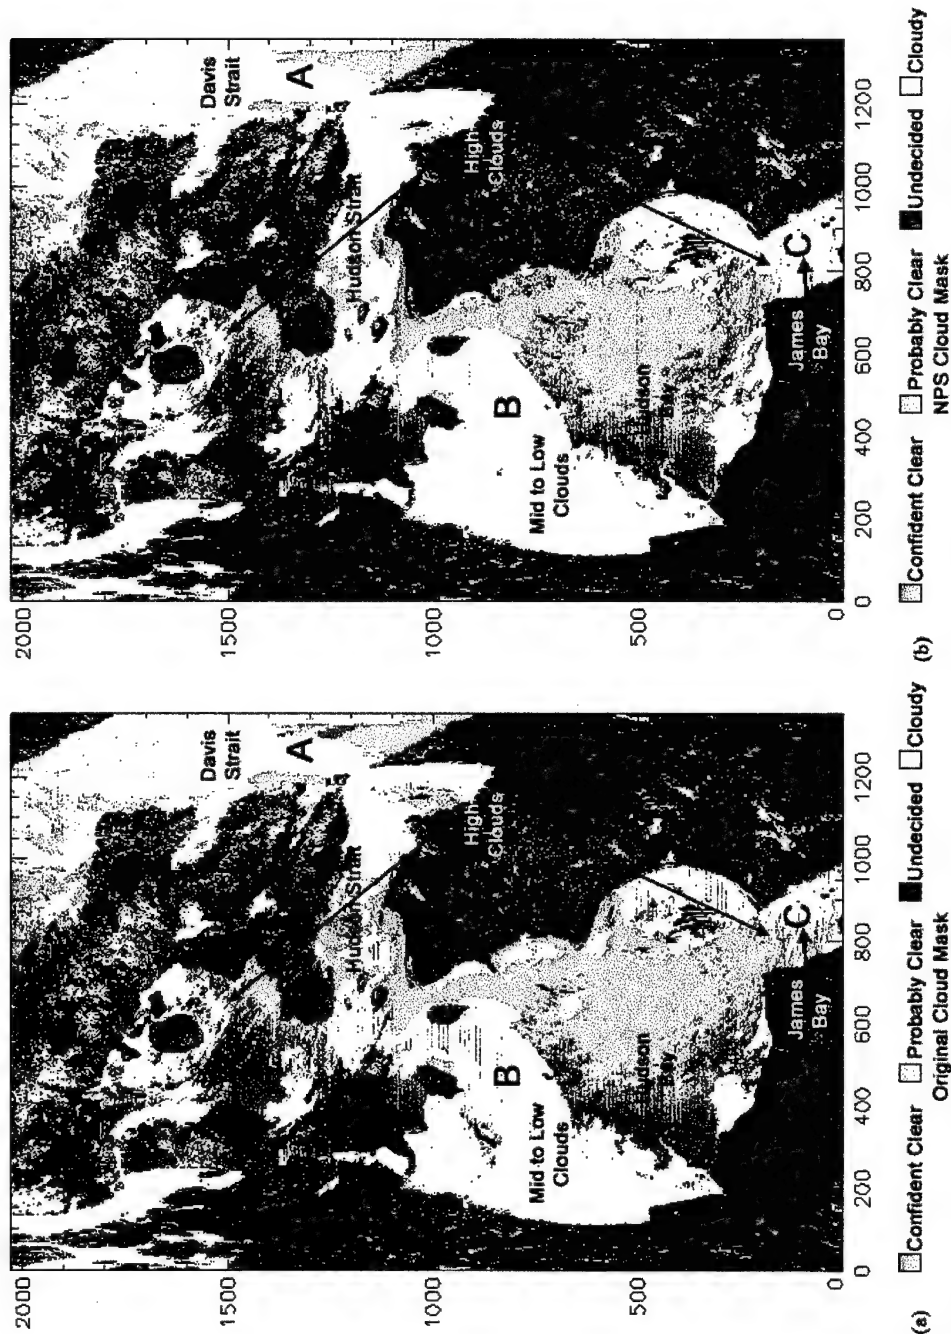 2000
1500
1000
500
0 200 400 600 800 1000 1200
Davis
Strait
A
Hudson Strait
High
Clouds
B
Mid to Low
Clouds
Hudson
Bay
James
Bay
C
(a)
Confident Clear Probably Clear Undecided Cloudy
Original Cloud Mask
2000
1500
1000
500
0 200 400 600 800 1000 1200
Davis
Strait
A
Hudson Strait
High
Clouds
B
Mid to Low
Clouds
Hudson
Bay
James
Bay
C
(b)
Confident Clear Probably Clear Undecided Cloudy
NPS Cloud Mask